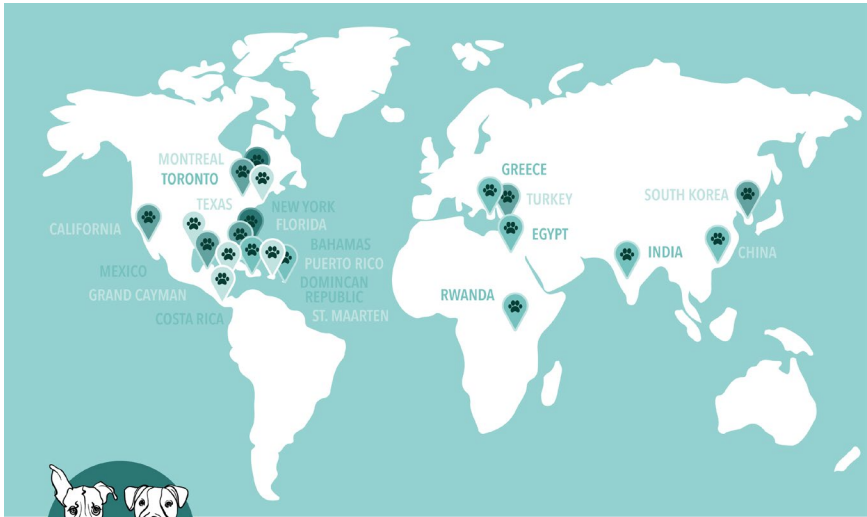 MONTREAL
TORONTO
TEXAS
NEW YORK
FLORIDA
CALIFORNIA
BAHAMAS
MEXICO
PUERTO RICO
GRAND CAYMAN
DOMINCAN
REPUBLIC
COSTA RICA
ST. MAARTEN
GREECE
TURKEY
EGYPT
RWANDA
INDIA
SOUTH KOREA
CHINA